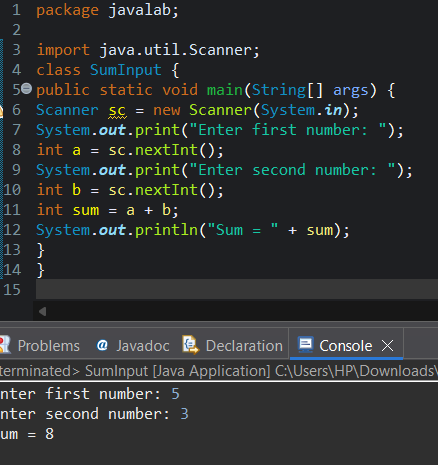 1 package javalab;
2
3 import java.util.Scanner;
4 class SumInput {
5 public static void main(String[] args) {
6 Scanner sc = new Scanner(System.in);
7 System.out.print("Enter first number: ");
8 int a = sc.nextInt();
9 System.out.print("Enter second number: ");
10 int b = sc.nextInt();
11 int sum = a + b;
12 System.out.println("Sum = " + sum);
13 }
14 }
15
Problems Javadoc Declaration Console
terminated> SumInput [Java Application] C:\Users\HP\Downloads\
nter first number: 5
nter second number: 3
um = 8